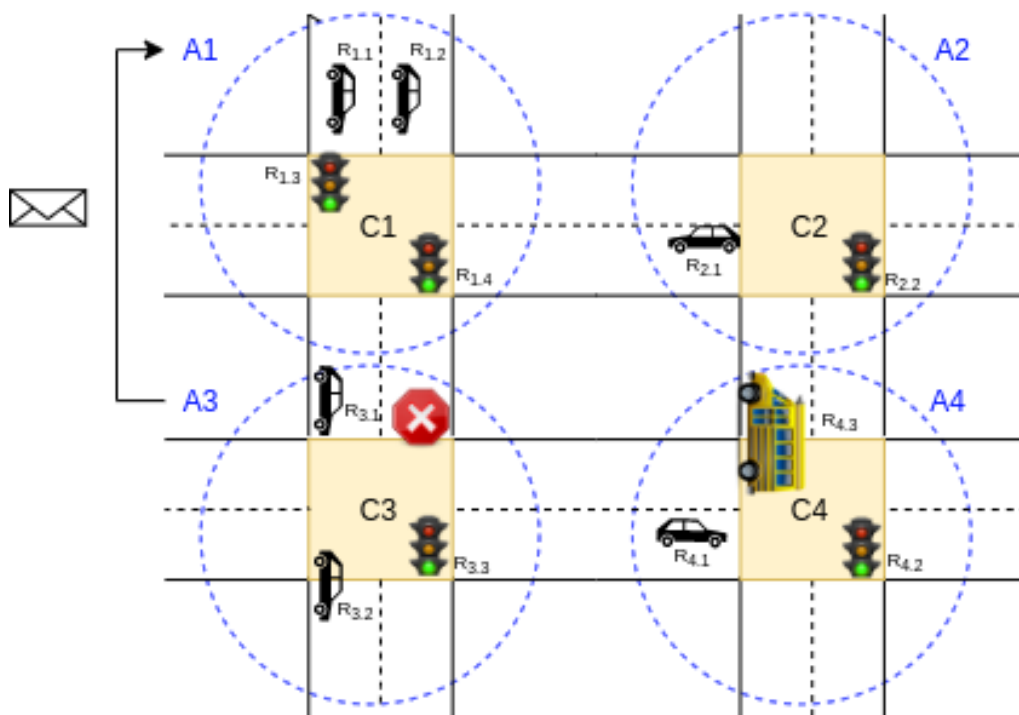 A1
R1.1
R1.2
A2
R1.3
C1
C2
R2.1
R1.4
R2.2
A3
R3.1
R4.3
A4
C3
C4
R3.3
R4.1
R4.2
R3.2